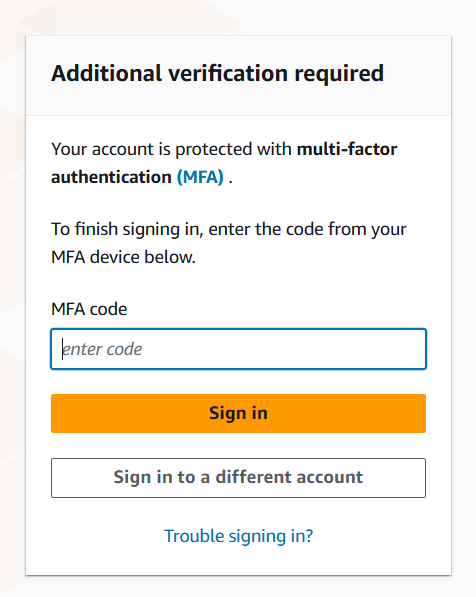 Additional verification required
Your account is protected with multi-factor
authentication (MFA) .
To finish signing in, enter the code from your
MFA device below.
MFA code
enter code
Sign in
Sign in to a different account
Trouble signing in?